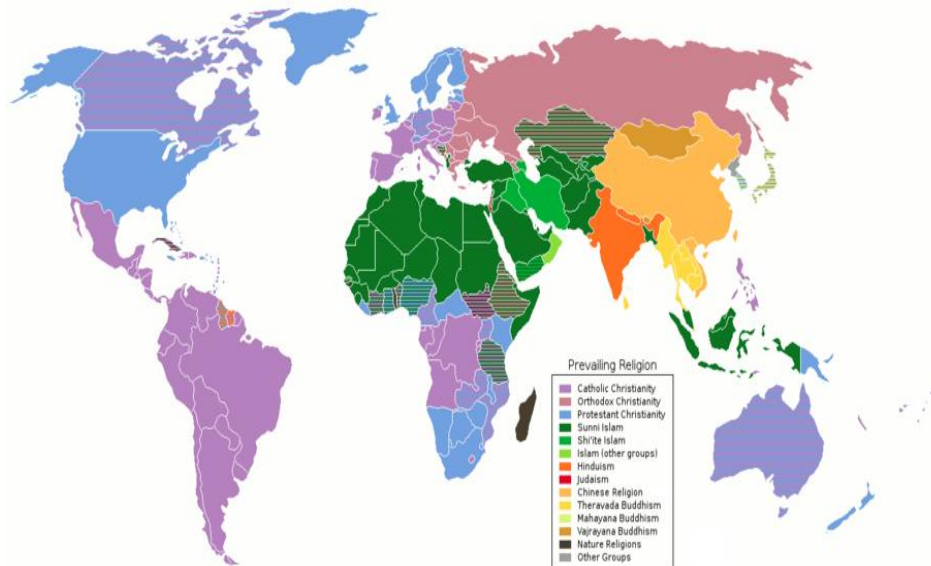 Prevailing Religion
Catholic Christianity
Orthodox Christianity
Protestant Christianity
Sunni Islam
Shi'ite Islam
Islam (other groups)
Hinduism
Judaism
Chinese Religion
Theravada Buddhism
Mahayana Buddhism
Vajrayana Buddhism
Nature Religions
Other Groups